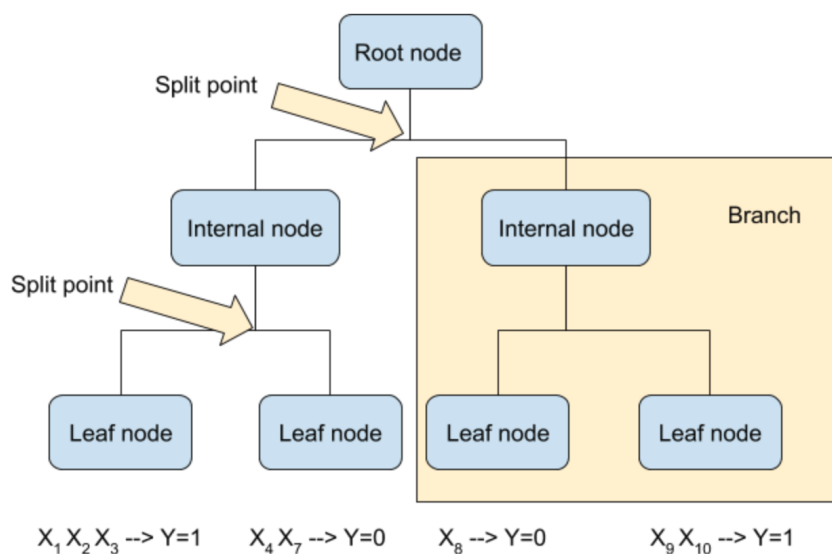 Root node
Split point
Internal node
Internal node
Branch
Split point
Leaf node
Leaf node
Leaf node
Leaf node
X₁ X₂ X₃ --> Y=1
X₄ X₇ --> Y=0
X₈ --> Y=0
X₉ X₁₀ --> Y=1